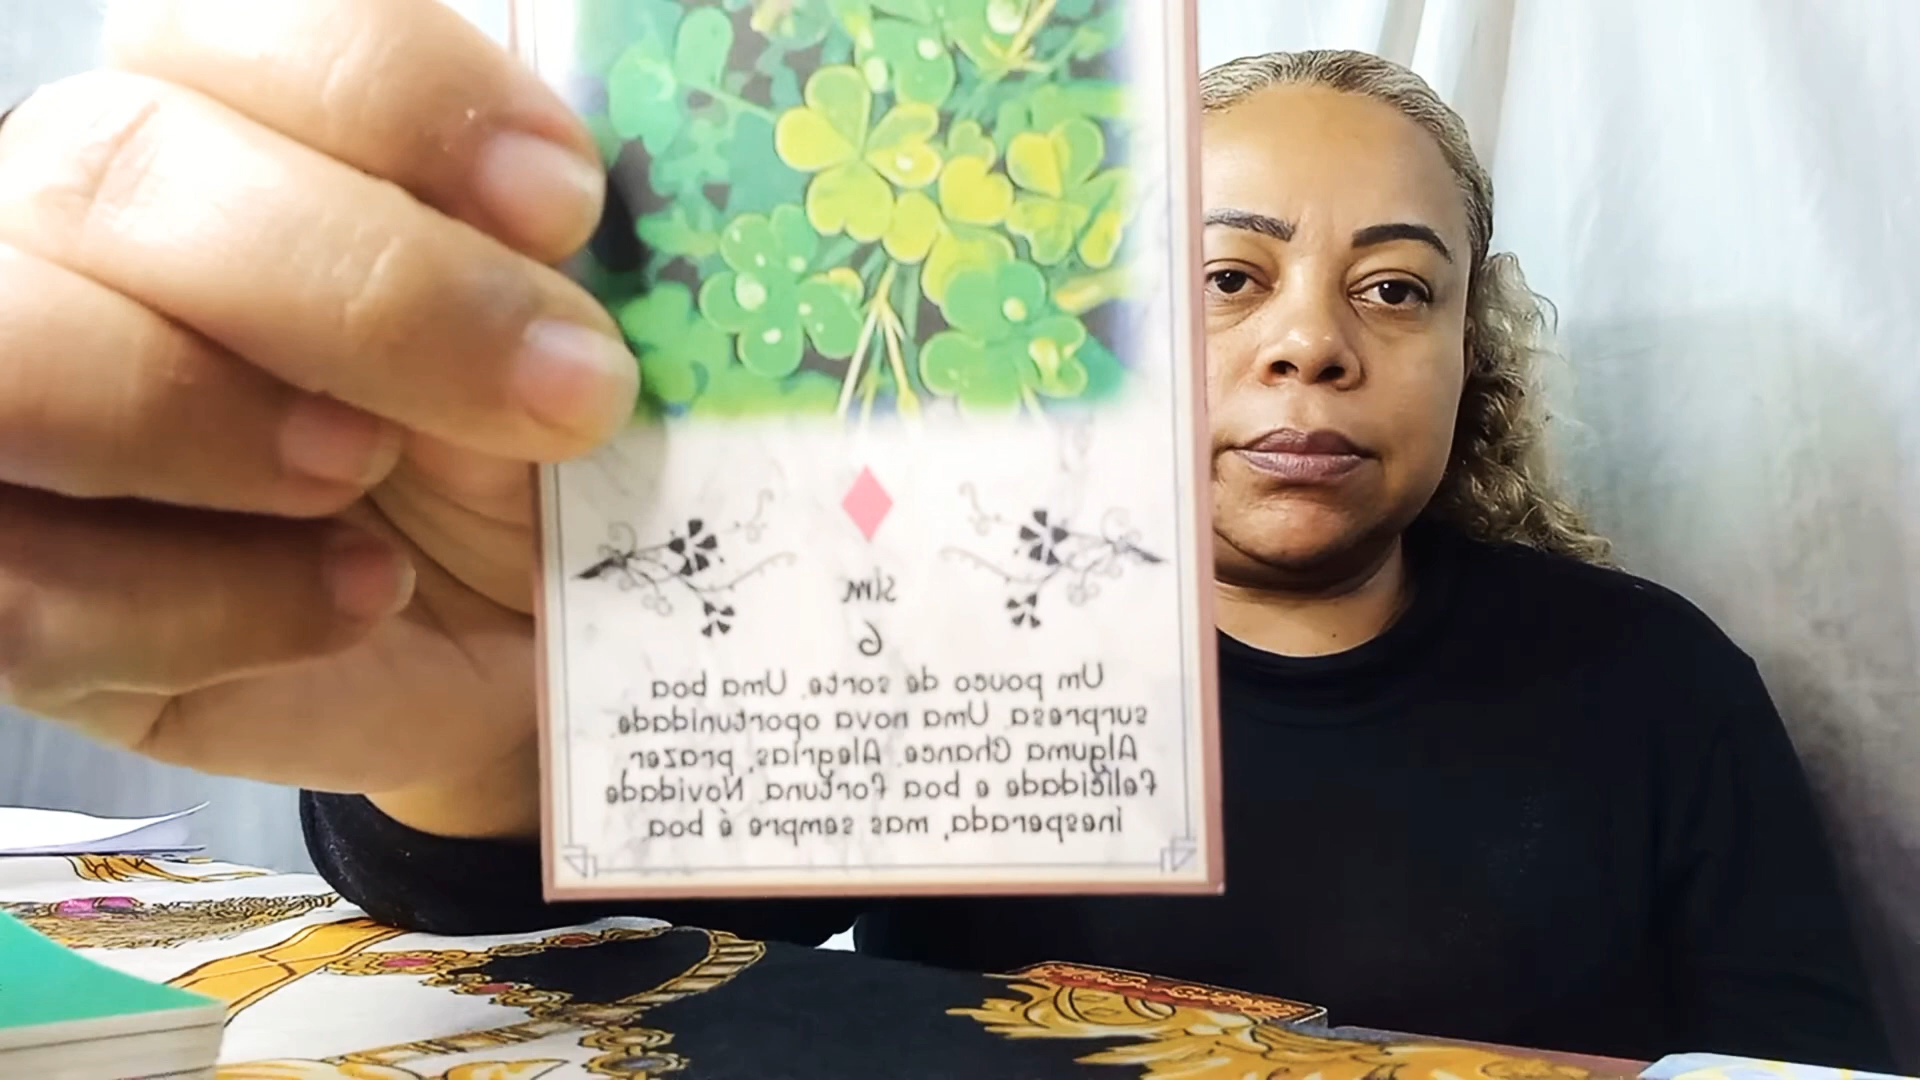 sim
6
Um pouco de sorte. Uma boa
surpresa. Uma nova oportunidade.
Alguma Chance. Alegrias, prazer
felicidade e boa fortuna. Novidade
inesperada, mas sempre é boa